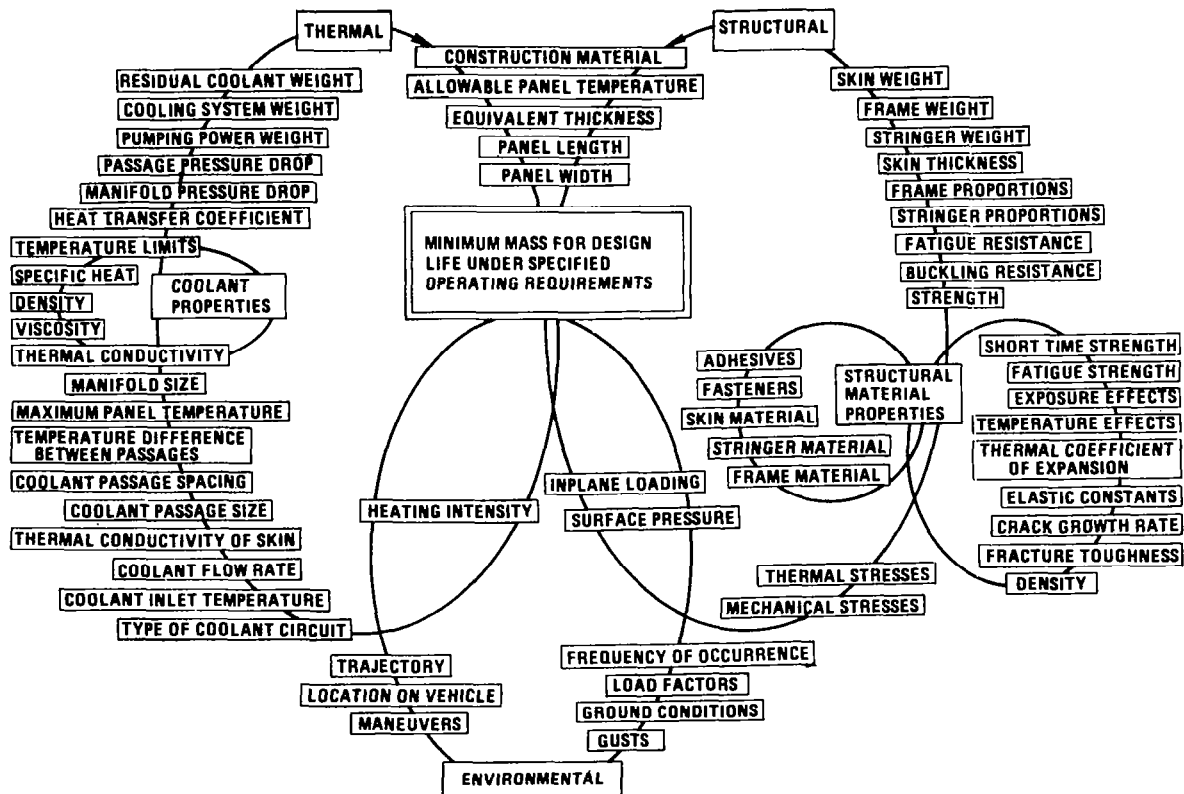 THERMAL
STRUCTURAL
CONSTRUCTION MATERIAL
ALLOWABLE PANEL TEMPERATURE
EQUIVALENT THICKNESS
PANEL LENGTH
PANEL WIDTH
MINIMUM MASS FOR DESIGN
LIFE UNDER SPECIFIED
OPERATING REQUIREMENTS
RESIDUAL COOLANT WEIGHT
COOLING SYSTEM WEIGHT
PUMPING POWER WEIGHT
PASSAGE PRESSURE DROP
MANIFOLD PRESSURE DROP
HEAT TRANSFER COEFFICIENT
TEMPERATURE LIMITS
SPECIFIC HEAT
DENSITY
VISCOSITY
THERMAL CONDUCTIVITY
COOLANT
PROPERTIES
MANIFOLD SIZE
MAXIMUM PANEL TEMPERATURE
TEMPERATURE DIFFERENCE
BETWEEN PASSAGES
COOLANT PASSAGE SPACING
COOLANT PASSAGE SIZE
THERMAL CONDUCTIVITY OF SKIN
COOLANT FLOW RATE
COOLANT INLET TEMPERATURE
TYPE OF COOLANT CIRCUIT
HEATING INTENSITY
INPLANE LOADING
SURFACE PRESSURE
TRAJECTORY
LOCATION ON VEHICLE
MANEUVERS
ENVIRONMENTAL
FREQUENCY OF OCCURRENCE
LOAD FACTORS
GROUND CONDITIONS
GUSTS
SKIN WEIGHT
FRAME WEIGHT
STRINGER WEIGHT
SKIN THICKNESS
FRAME PROPORTIONS
STRINGER PROPORTIONS
FATIGUE RESISTANCE
BUCKLING RESISTANCE
STRENGTH
ADHESIVES
FASTENERS
SKIN MATERIAL
STRINGER MATERIAL
FRAME MATERIAL
STRUCTURAL
MATERIAL
PROPERTIES
SHORT TIME STRENGTH
FATIGUE STRENGTH
EXPOSURE EFFECTS
TEMPERATURE EFFECTS
THERMAL COEFFICIENT
OF EXPANSION
ELASTIC CONSTANTS
CRACK GROWTH RATE
FRACTURE TOUGHNESS
DENSITY
THERMAL STRESSES
MECHANICAL STRESSES